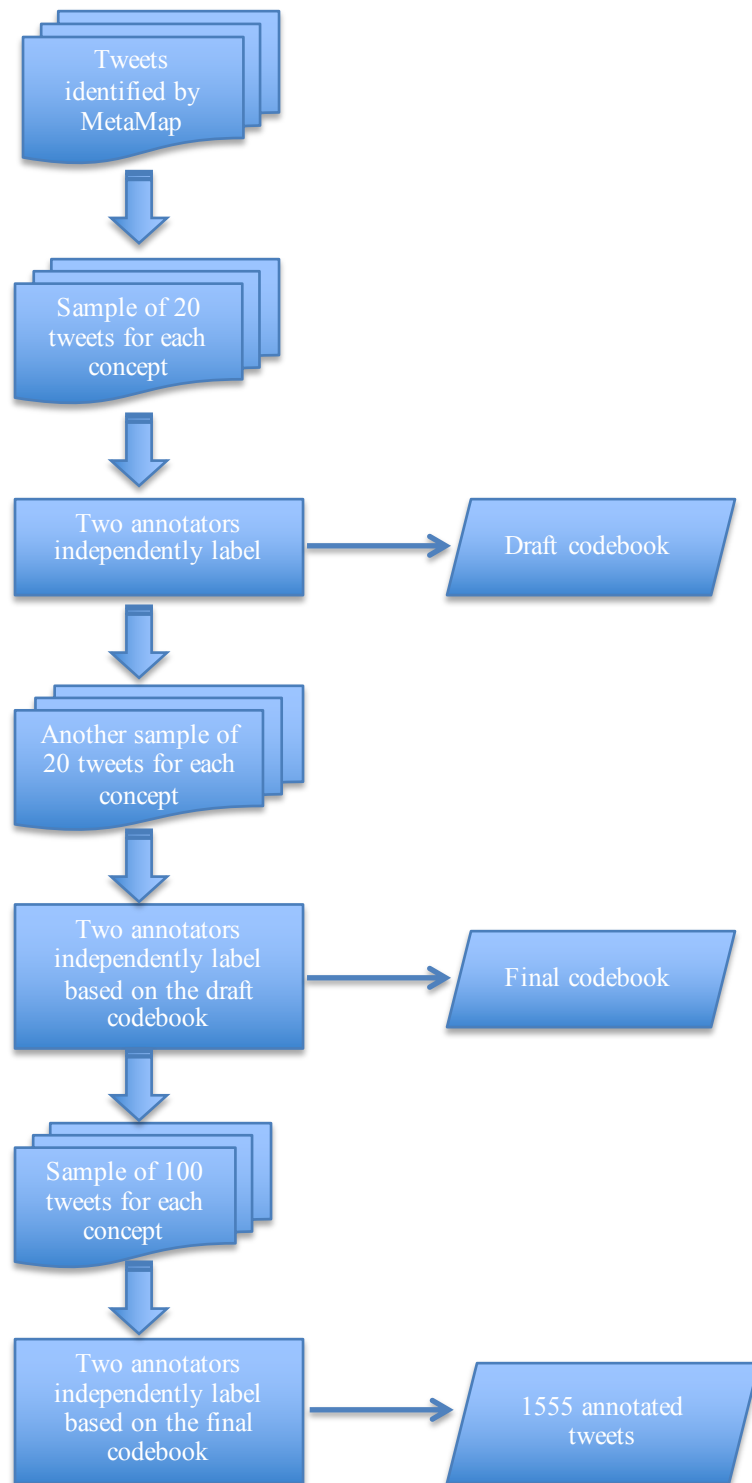 Tweets
identified by
MetaMap
Sample of 20
tweets for each
concept
Two annotators
independently label
Draft codebook
Another sample of
20 tweets for each
concept
Two annotators
independently label
based on the draft
codebook
Final codebook
Sample of 100
tweets for each
concept
Two annotators
independently label
based on the final
codebook
1555 annotated
tweets